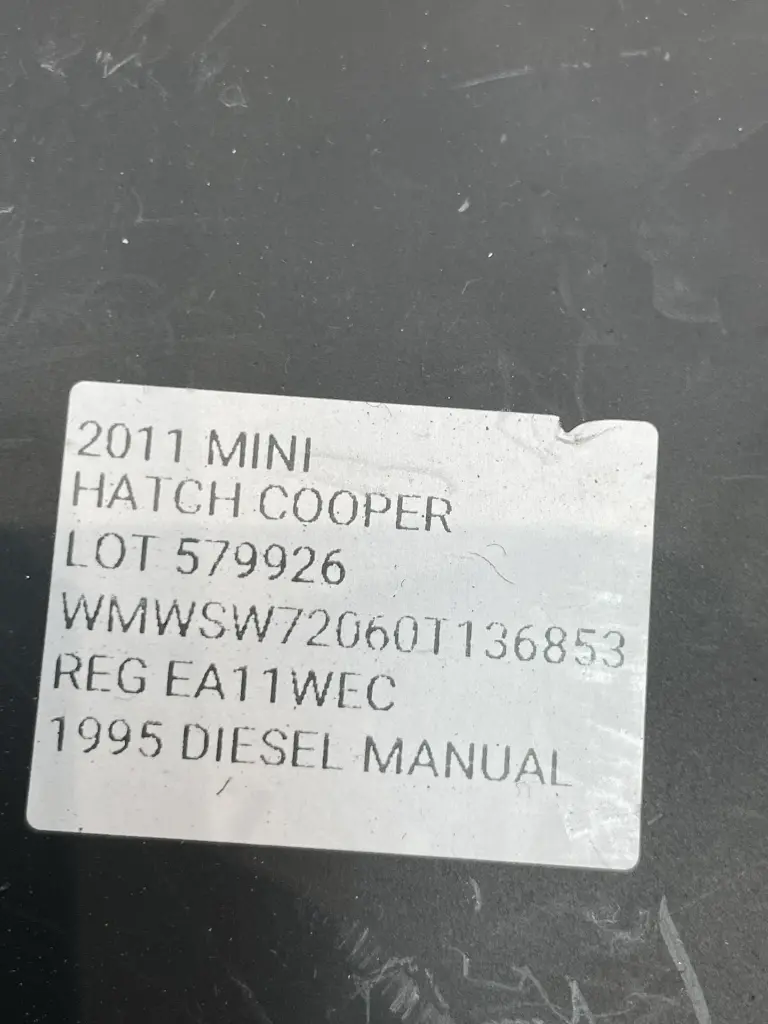 2011 MINI
HATCH COOPER
LOT 579926
WMWSW72060T136853
REG EA11WEC
1995 DIESEL MANUAL